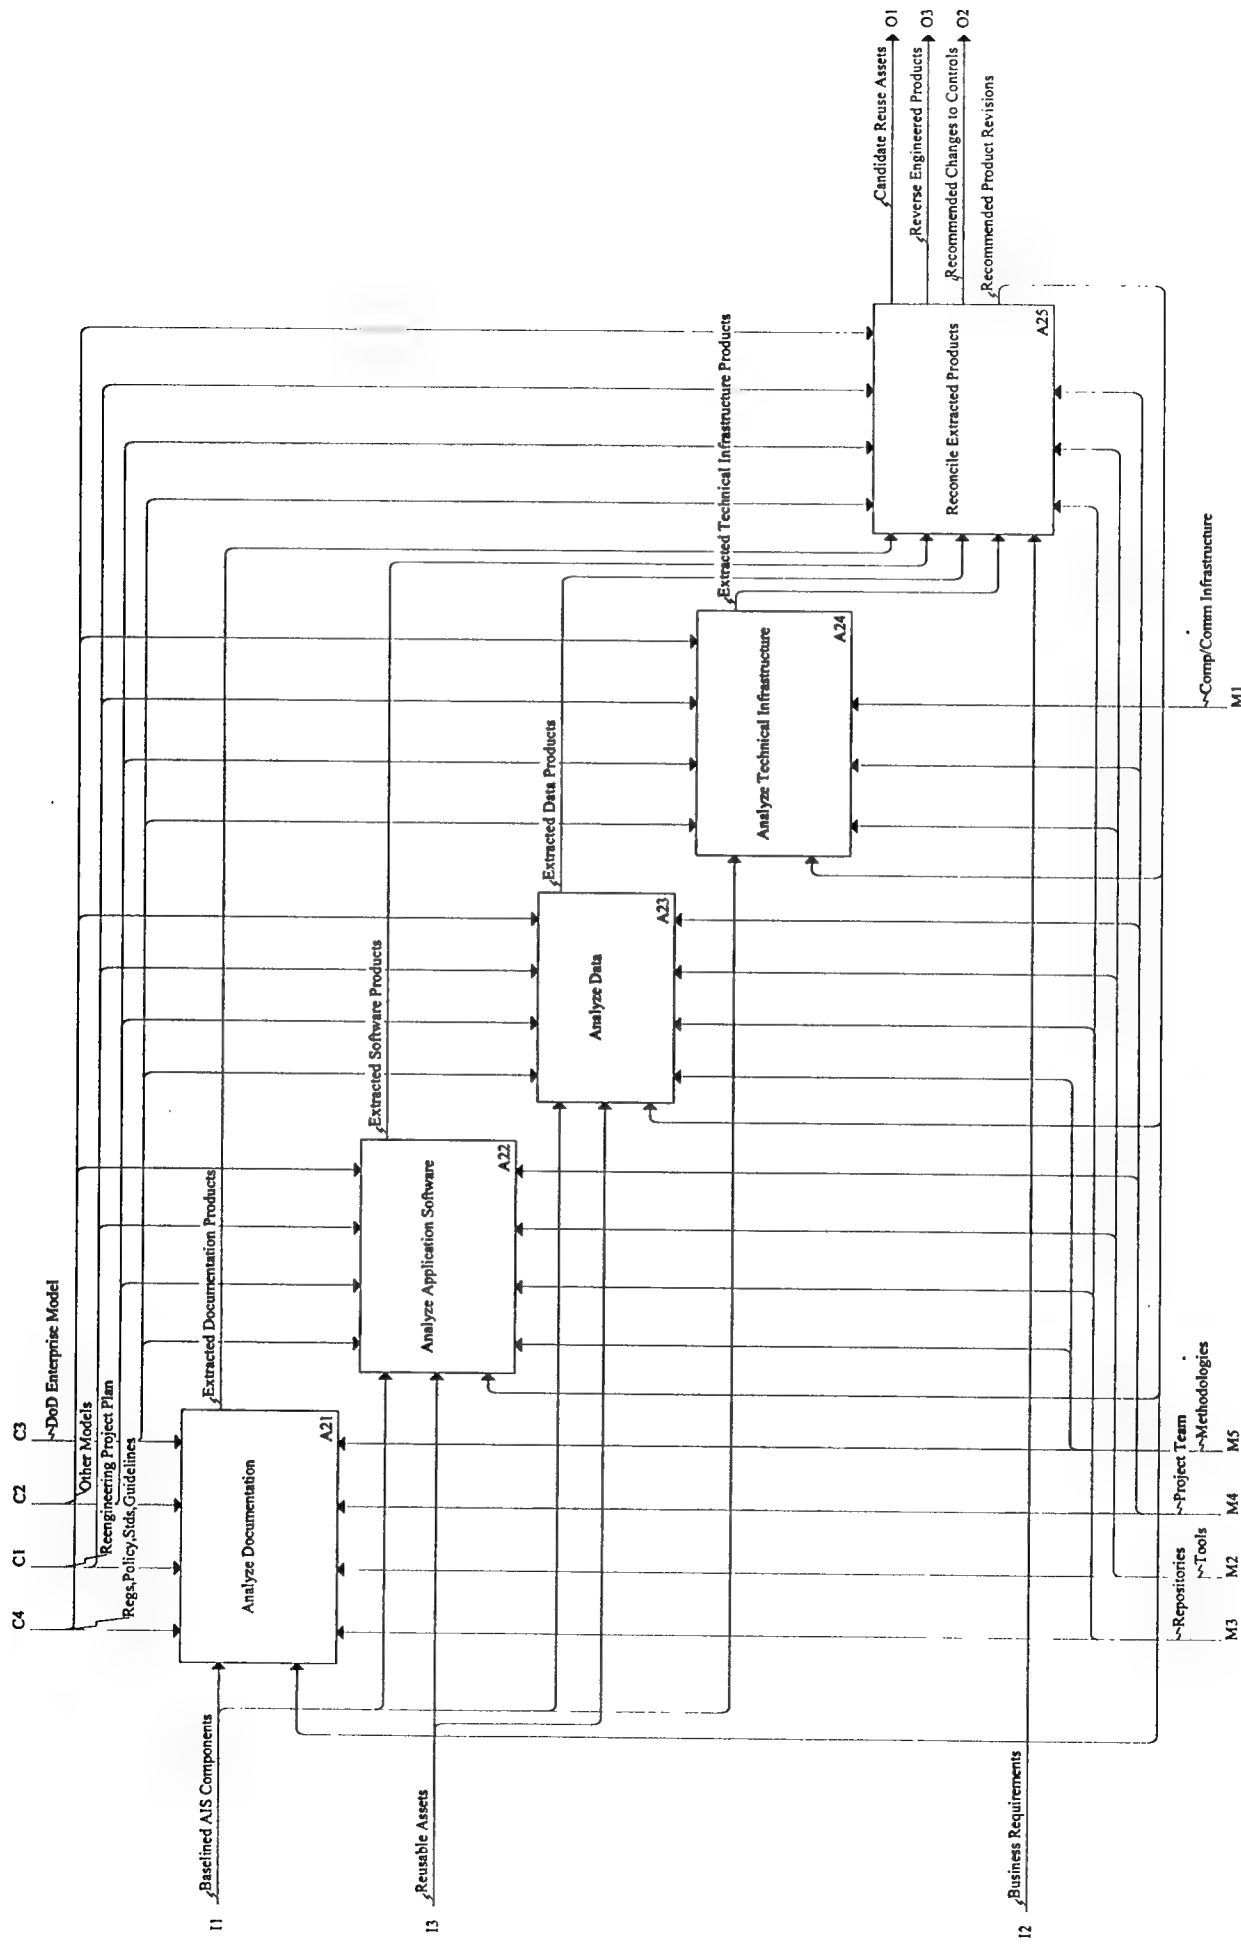 C4
C1
C2
C3
DoD Enterprise Model
Other Models
Reengineering Project Plan
Regs,Policy,Stds,Guidelines
I1
Baselined AIS Components
Analyze Documentation
A21
Extracted Documentation Products
I3
Reusable Assets
Analyze Application Software
A22
Extracted Software Products
Analyze Data
A23
Extracted Data Products
Analyze Technical Infrastructure
A24
Extracted Technical Infrastructure Products
I2
Business Requirements
Reconcile Extracted Products
A25
Candidate Reuse Assets
O1
Reverse Engineered Products
O3
Recommended Changes to Controls
O2
Recommended Product Revisions
Repositories
Tools
Project Team
Methodologies
Comp/Comm Infrastructure
M3
M2
M4
M5
M1